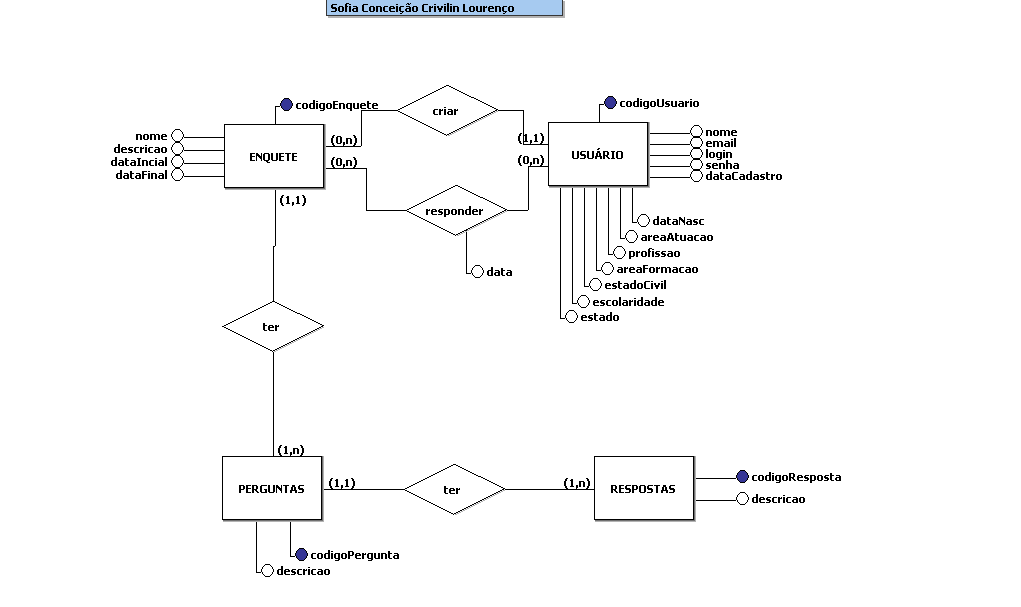 Sofia Conceição Crivilin Lourenço
codigoEnquete
criar
codigoUsuario
nome
descricao
dataIncial
dataFinal
ENQUETE
(0,n)
(0,n)
(1,1)
(1,1)
(0,n)
USUÁRIO
nome
email
login
senha
dataCadastro
responder
data
dataNasc
areaAtuacao
profissao
areaFormacao
estadoCivil
escolaridade
estado
ter
(1,n)
PERGUNTAS
(1,1)
ter
(1,n)
RESPOSTAS
codigoResposta
descricao
codigoPergunta
descricao